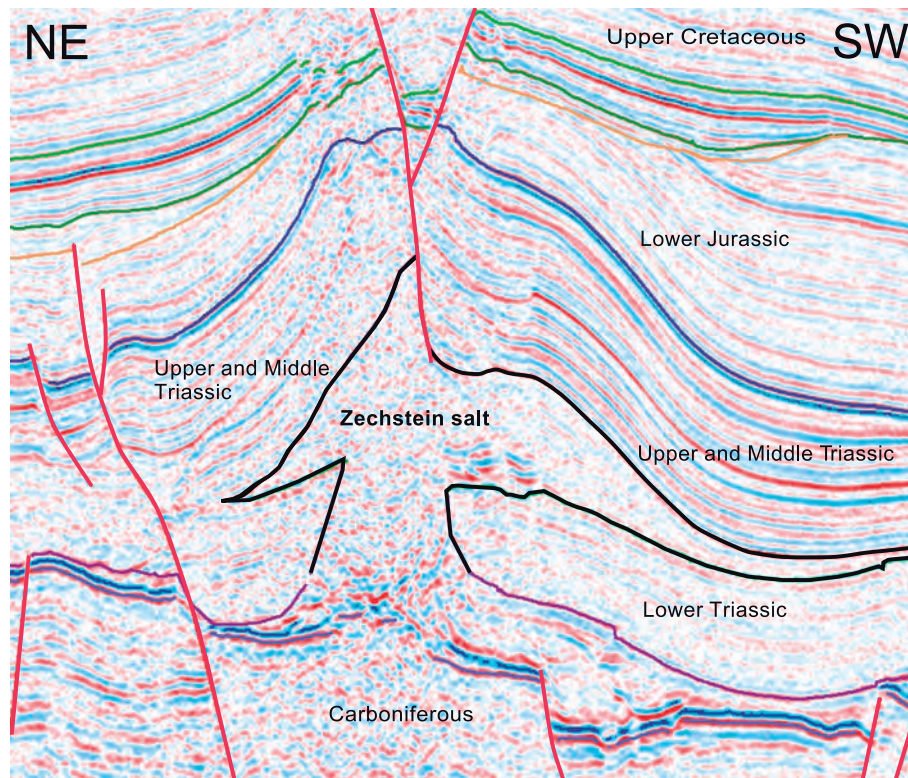 NE
SW
Upper Cretaceous
Lower Jurassic
Upper and Middle
Triassic
Zechstein salt
Upper and Middle Triassic
Lower Triassic
Carboniferous